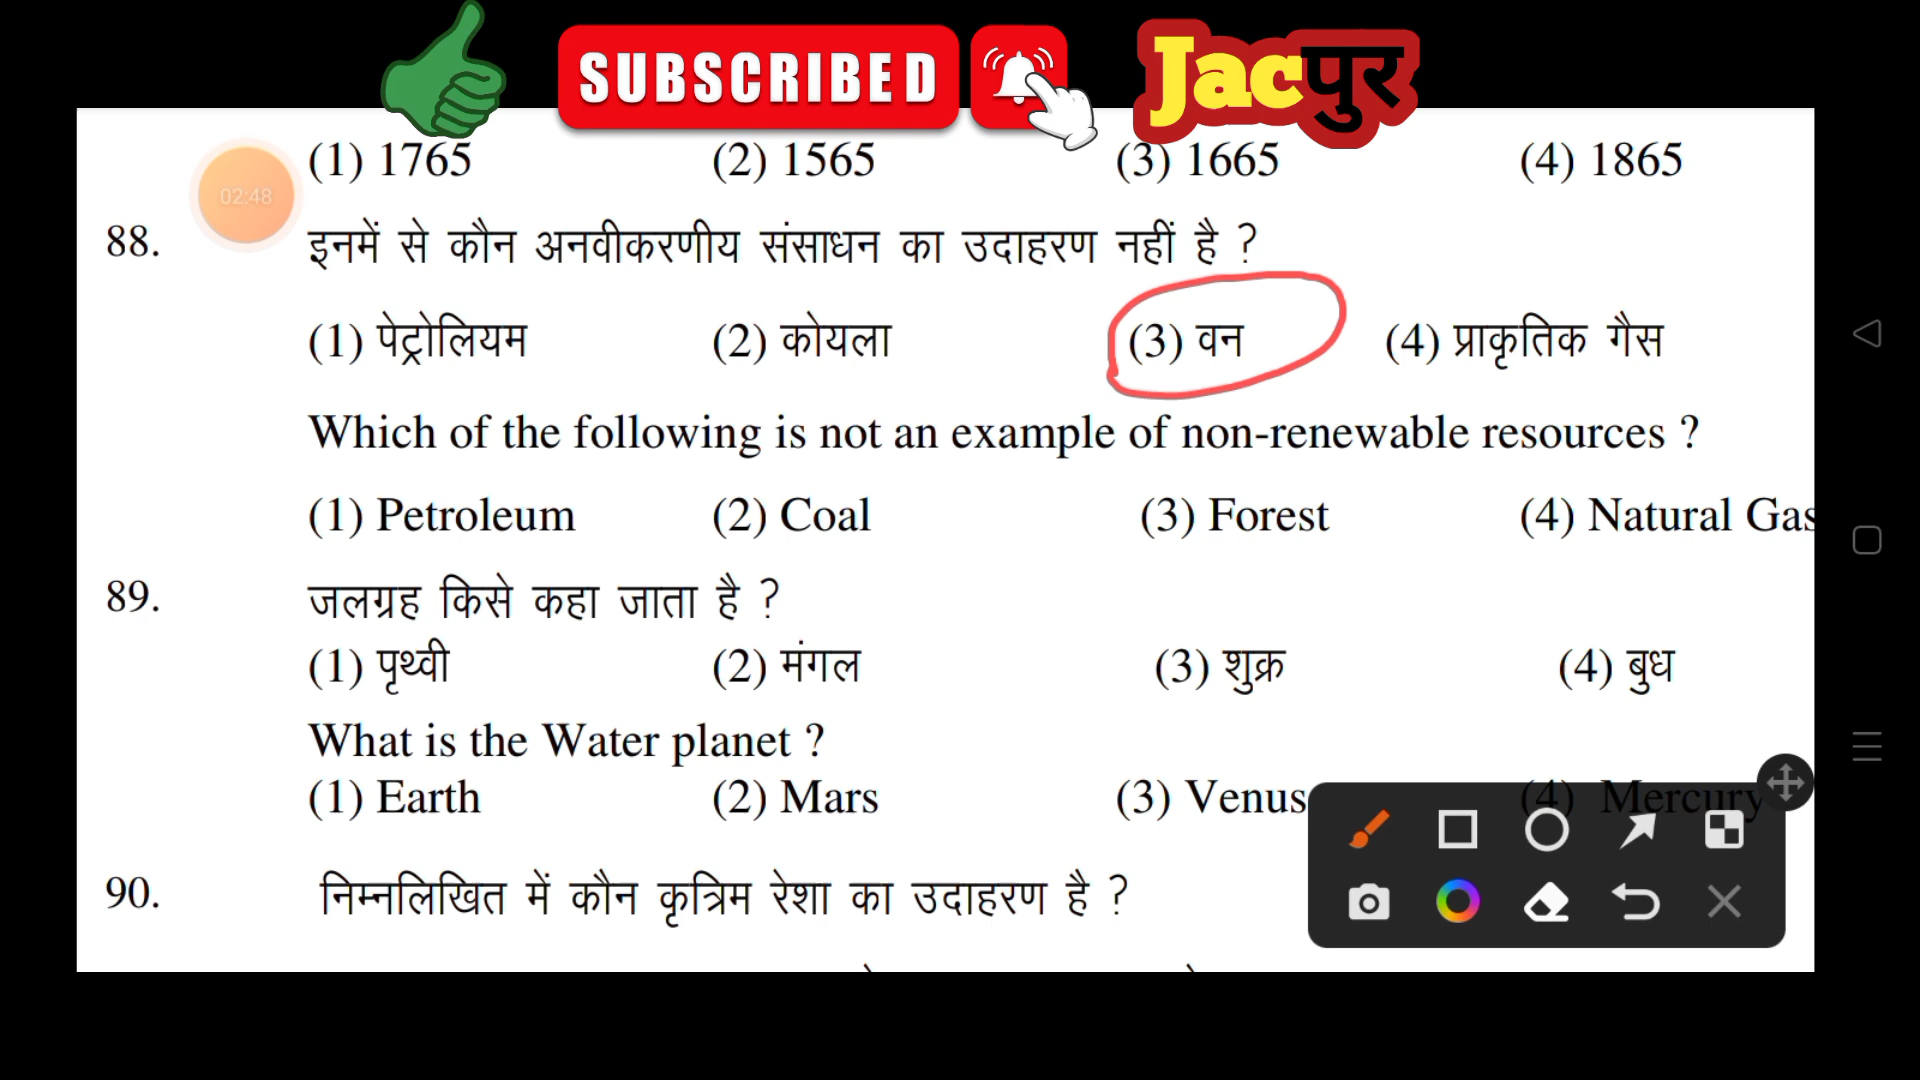 SUBSCRIBED
Jacपुर
(1) 1765 (2) 1565 (3) 1665 (4) 1865
02:48
88. इनमें से कौन अनवीकरणीय संसाधन का उदाहरण नहीं है ?
(1) पेट्रोलियम (2) कोयला (3) वन (4) प्राकृतिक गैस
Which of the following is not an example of non-renewable resources ?
(1) Petroleum (2) Coal (3) Forest (4) Natural Gas
89. जलग्रह किसे कहा जाता है ?
(1) पृथ्वी (2) मंगल (3) शुक्र (4) बुध
What is the Water planet ?
(1) Earth (2) Mars (3) Venus (4) Mercury
90. निम्नलिखित में कौन कृत्रिम रेशा का उदाहरण है ?